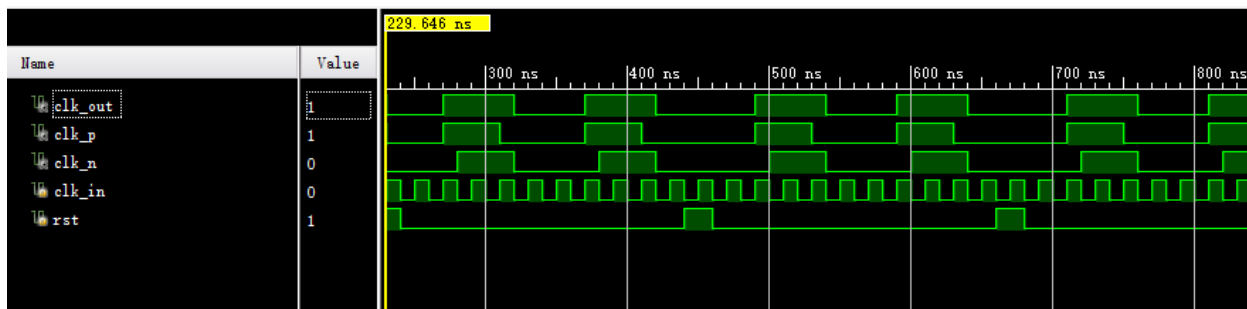 229.646 ns
Name Value
300 ns 400 ns 500 ns 600 ns 700 ns 800 ns
clk_out 1
clk_p 1
clk_n 0
clk_in 0
rst 1